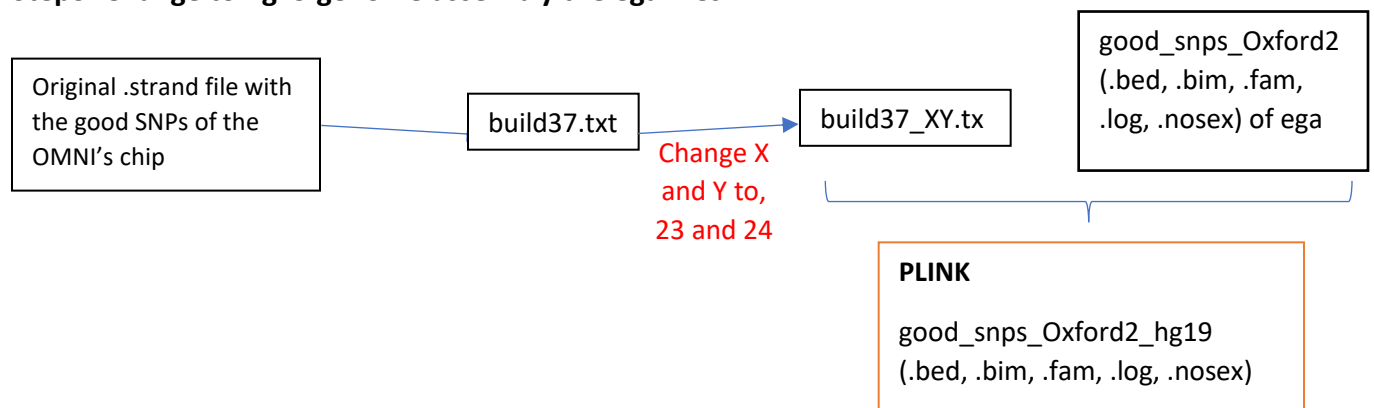 good_snps_Oxford2
(.bed, .bim, .fam,
.log, .nosex) of ega
Original .strand file with
the good SNPs of the
OMNI's chip
build37.txt
build37_XY.tx
Change X
and Y to,
23 and 24
PLINK
good_snps_Oxford2_hg19
(.bed, .bim, .fam, .log, .nosex)